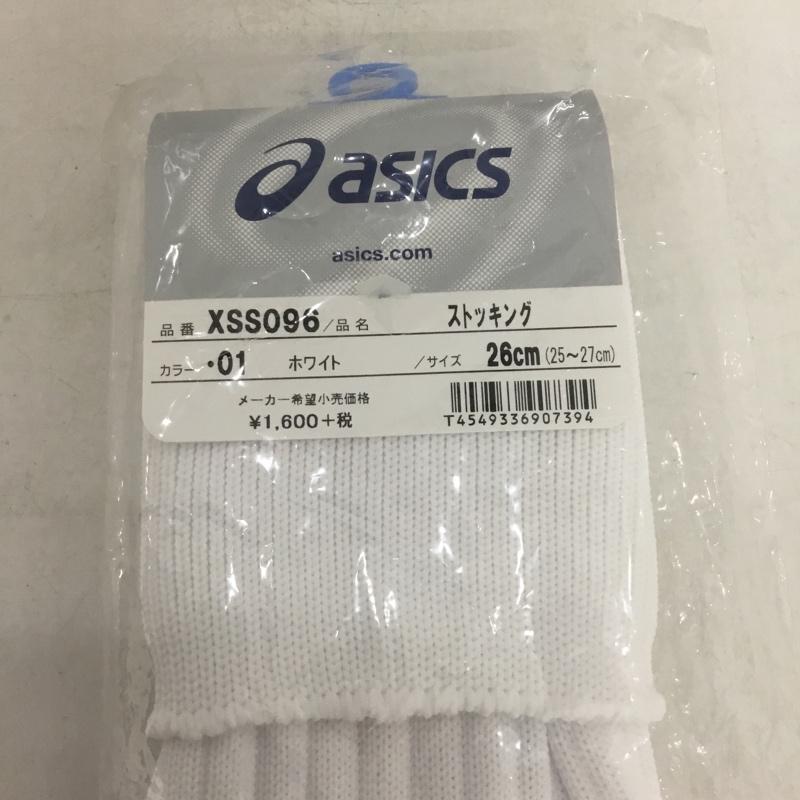 asics
asics.com
品番 XSS096/品名 ストッキング
カラー ・01 ホワイト /サイズ 26cm(25～27cm)
メーカー希望小売価格
¥1,600+税
T4549336907394